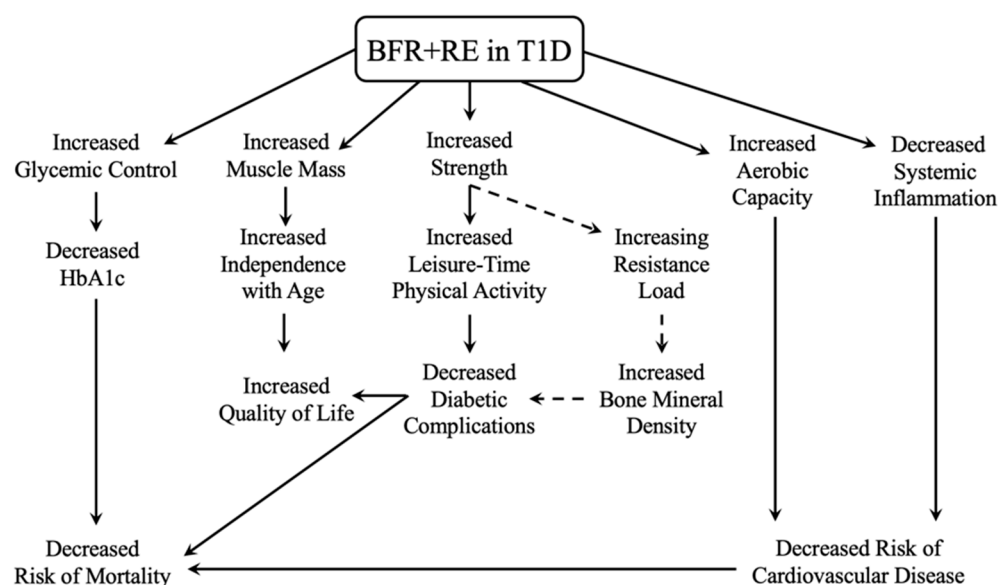 BFR+RE in T1D
Increased
Glycemic Control
Increased
Muscle Mass
Increased
Strength
Increased
Aerobic
Capacity
Decreased
Systemic
Inflammation
Decreased
HbA1c
Increased
Independence
with Age
Increased
Leisure-Time
Physical Activity
Increasing
Resistance
Load
Increased
Quality of Life
Decreased
Diabetic
Complications
Increased
Bone Mineral
Density
Decreased
Risk of Mortality
Decreased Risk of
Cardiovascular Disease